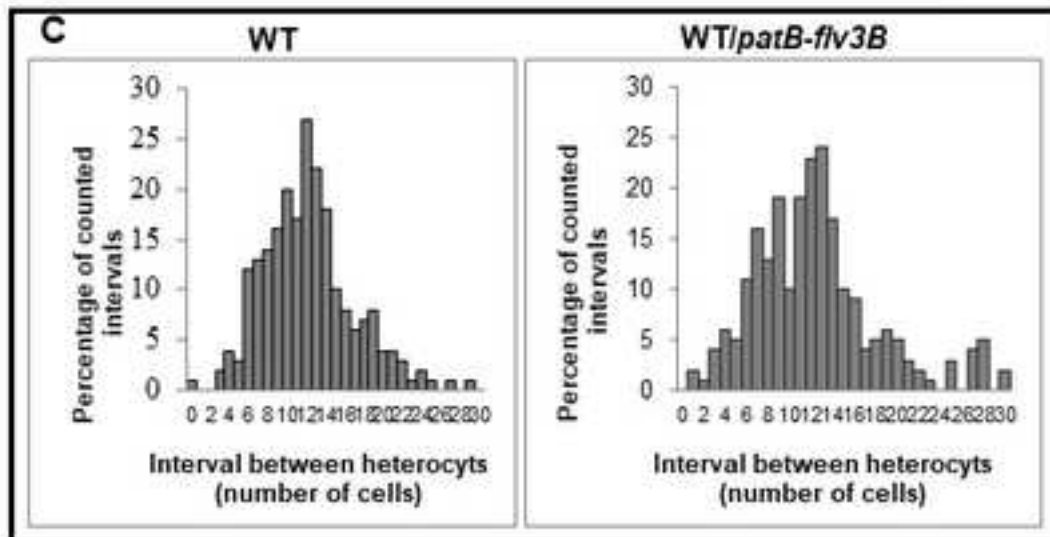 C
WT
WT/patB-flv3B
Percentage of counted
intervals
30
25
20
15
10
5
0
0 2 4 6 8 10 12 14 16 18 20 22 24 26 28 30
Interval between heterocyts
(number of cells)
Percentage of counted
intervals
30
25
20
15
10
5
0
0 2 4 6 8 10 12 14 16 18 20 22 24 26 28 30
Interval between heterocyts
(number of cells)